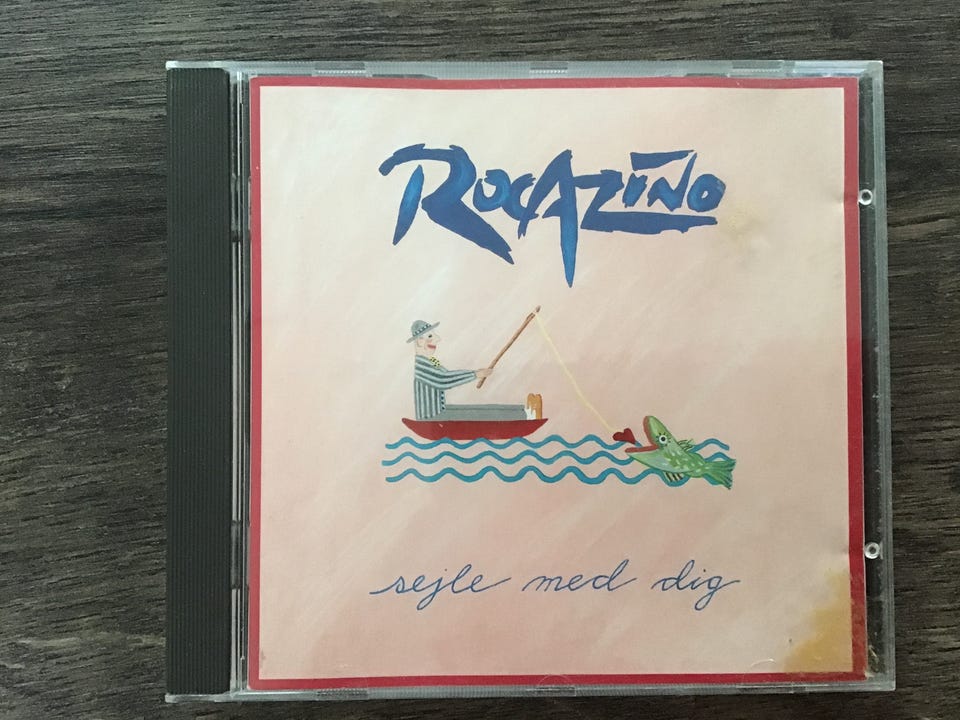 ROCAZINO
sejle med dig